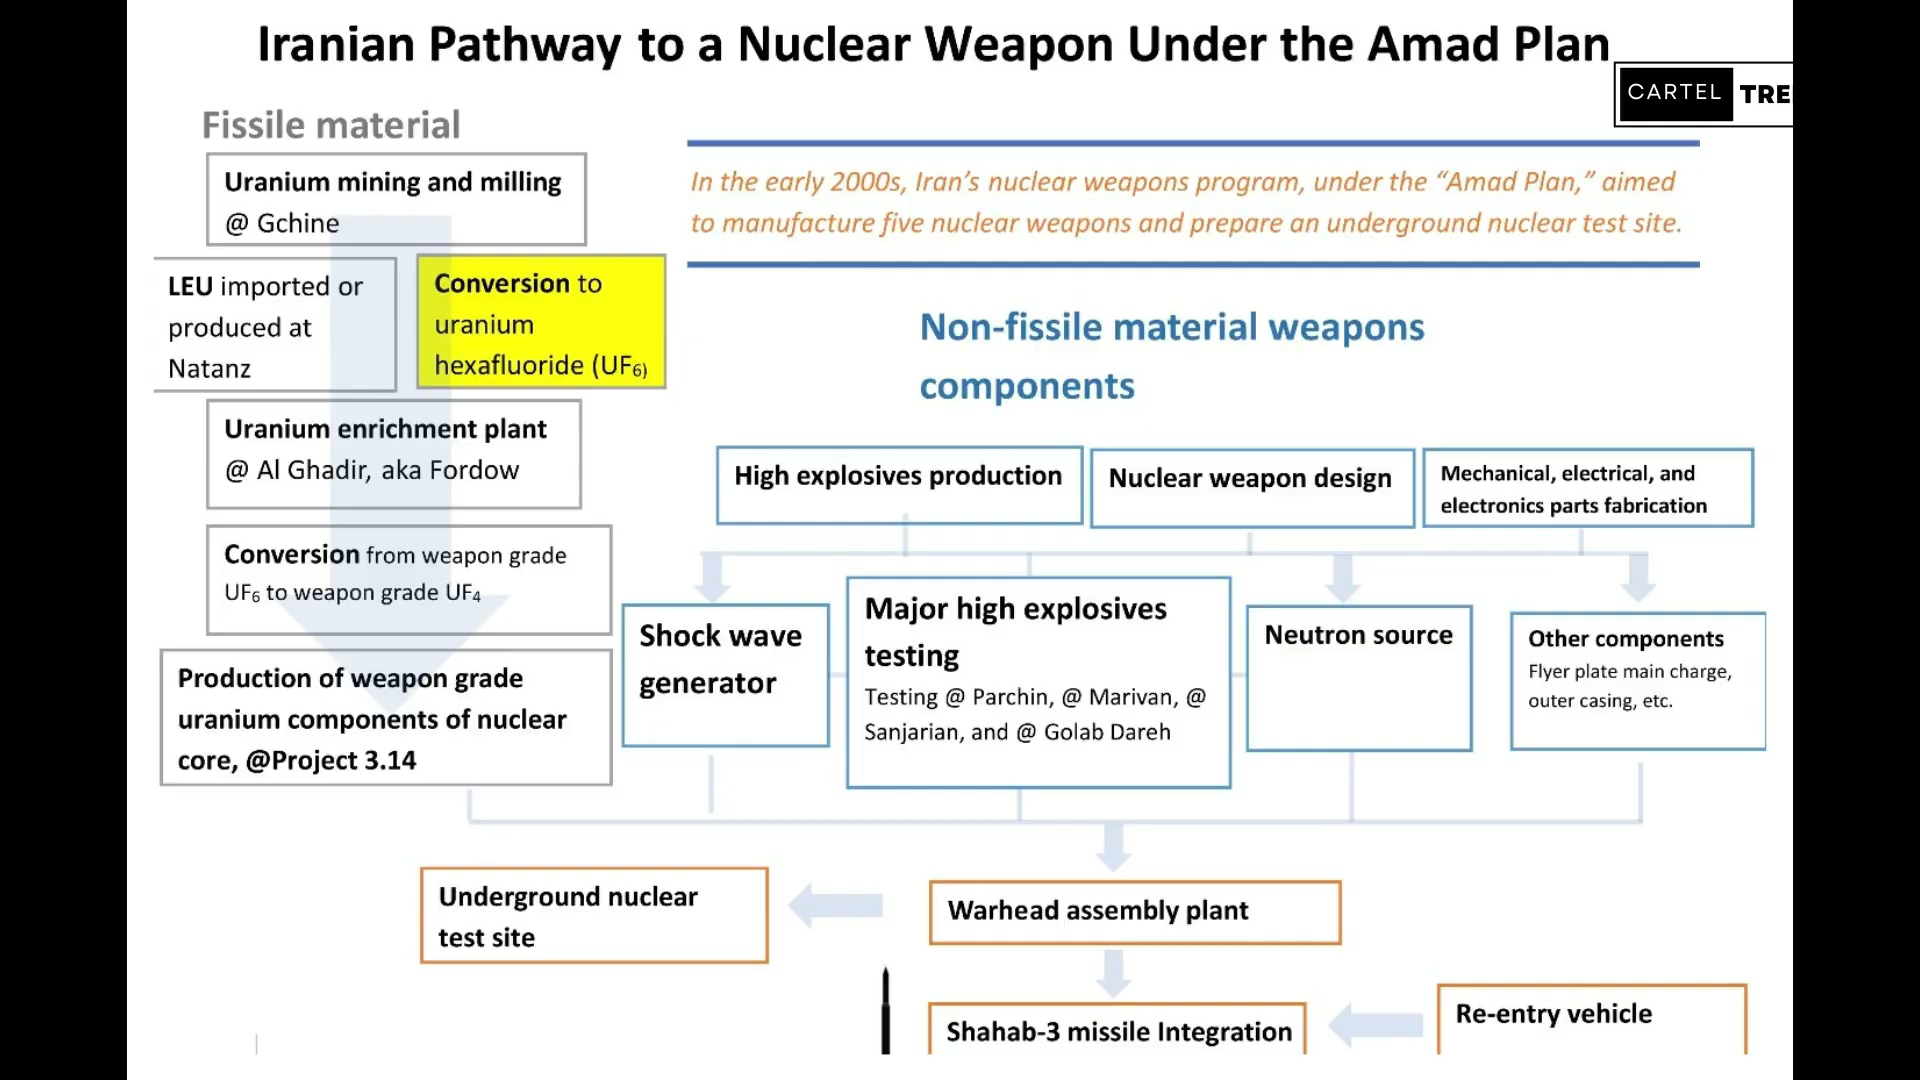 Iranian Pathway to a Nuclear Weapon Under the Amad Plan
CARTEL TRE
Fissile material
Uranium mining and milling
@ Gchine
LEU imported or
produced at
Natanz
Conversion to
uranium
hexafluoride (UF₆)
Uranium enrichment plant
@ Al Ghadir, aka Fordow
Conversion from weapon grade
UF₆ to weapon grade UF₄
Production of weapon grade
uranium components of nuclear
core, @Project 3.14
In the early 2000s, Iran’s nuclear weapons program, under the “Amad Plan,” aimed
to manufacture five nuclear weapons and prepare an underground nuclear test site.
Non-fissile material weapons
components
High explosives production
Nuclear weapon design
Mechanical, electrical, and
electronics parts fabrication
Shock wave
generator
Major high explosives
testing
Testing @ Parchin, @ Marivan, @
Sanjarian, and @ Golab Dareh
Neutron source
Other components
Flyer plate main charge,
outer casing, etc.
Underground nuclear
test site
Warhead assembly plant
Shahab-3 missile Integration
Re-entry vehicle